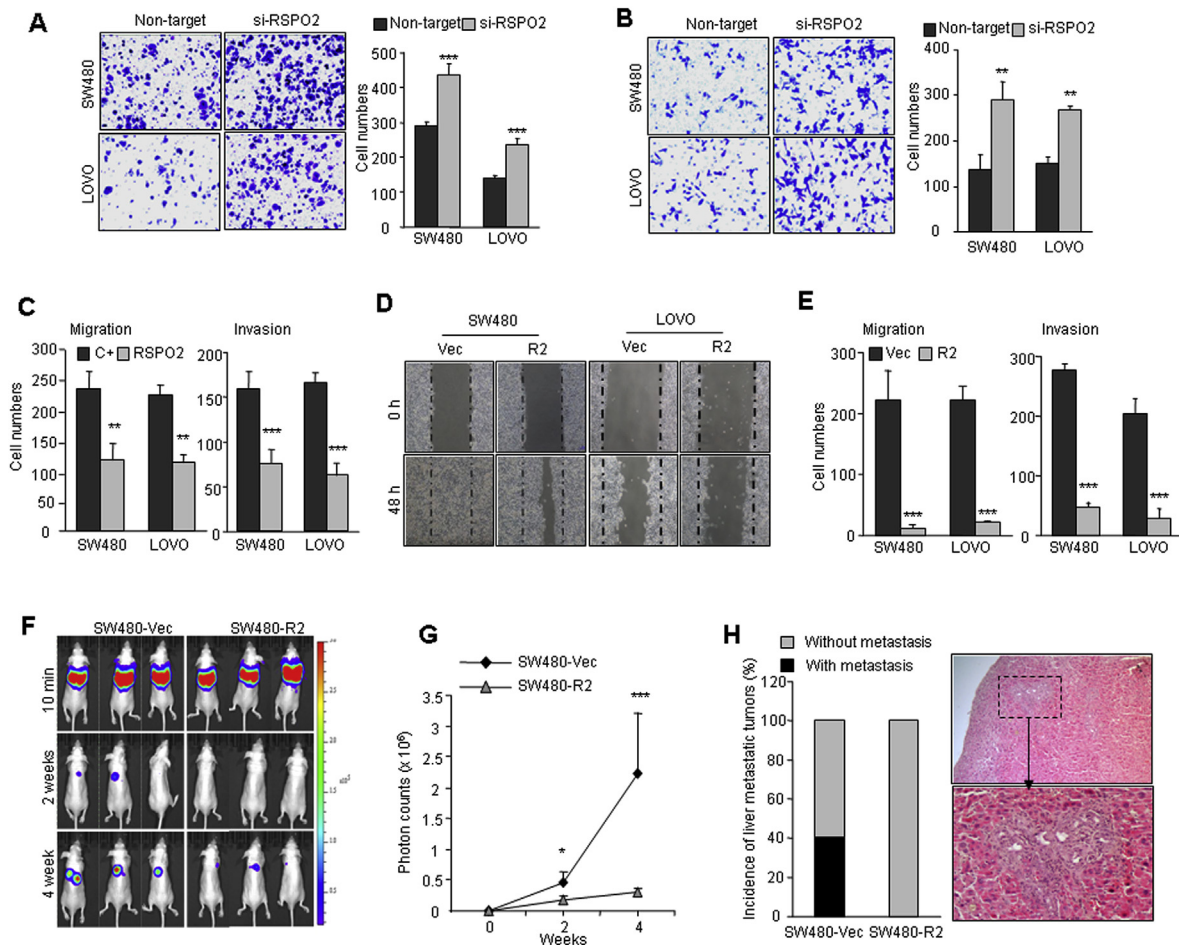 A
Non-target si-RSPO2
SW480
LOVO
Non-target si-RSPO2
Cell numbers
500
400
300
200
100
0
***
***
SW480 LOVO
B
Non-target si-RSPO2
SW480
LOVO
Non-target si-RSPO2
Cell numbers
400
300
200
100
0
**
**
SW480 LOVO
C
Migration
C+ RSPO2
Cell numbers
300
250
200
150
100
50
0
**
**
SW480 LOVO
Invasion
200
150
100
50
0
***
***
SW480 LOVO
D
SW480 LOVO
Vec R2 Vec R2
0 h
48 h
E
Migration
Vec R2
Cell numbers
300
200
100
0
***
***
SW480 LOVO
Invasion
300
200
100
0
***
***
SW480 LOVO
F
SW480-Vec SW480-R2
10 min
2 weeks
4 week
G
SW480-Vec
SW480-R2
Photon counts (x 10⁶)
3.5
3
2.5
2
1.5
1
0.5
0
*
***
0 2 4
Weeks
H
Without metastasis
With metastasis
Incidence of liver metastatic tumors (%)
120
100
80
60
40
20
0
SW480-Vec SW480-R2